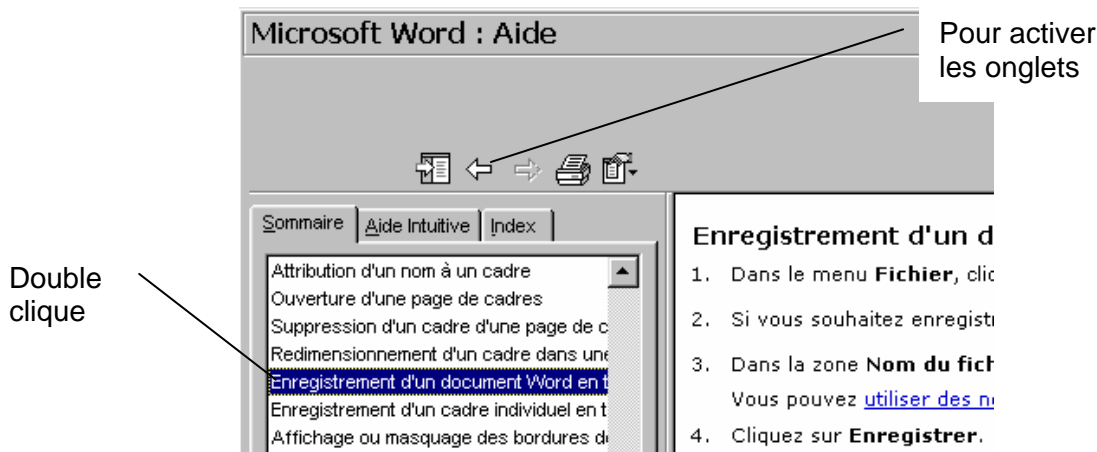 Microsoft Word : Aide
Pour activer
les onglets
Sommaire Aide Intuitive Index
Double
clique
Attribution d'un nom à un cadre
Ouverture d'une page de cadres
Suppression d'un cadre d'une page de c
Redimensionnement d'un cadre dans une
Enregistrement d'un document Word en t
Enregistrement d'un cadre individuel en t
Affichage ou masquage des bordures d
Enregistrement d'un d
1. Dans le menu Fichier, clic
2. Si vous souhaitez enregist
3. Dans la zone Nom du fich
Vous pouvez utiliser des n
4. Cliquez sur Enregistrer.